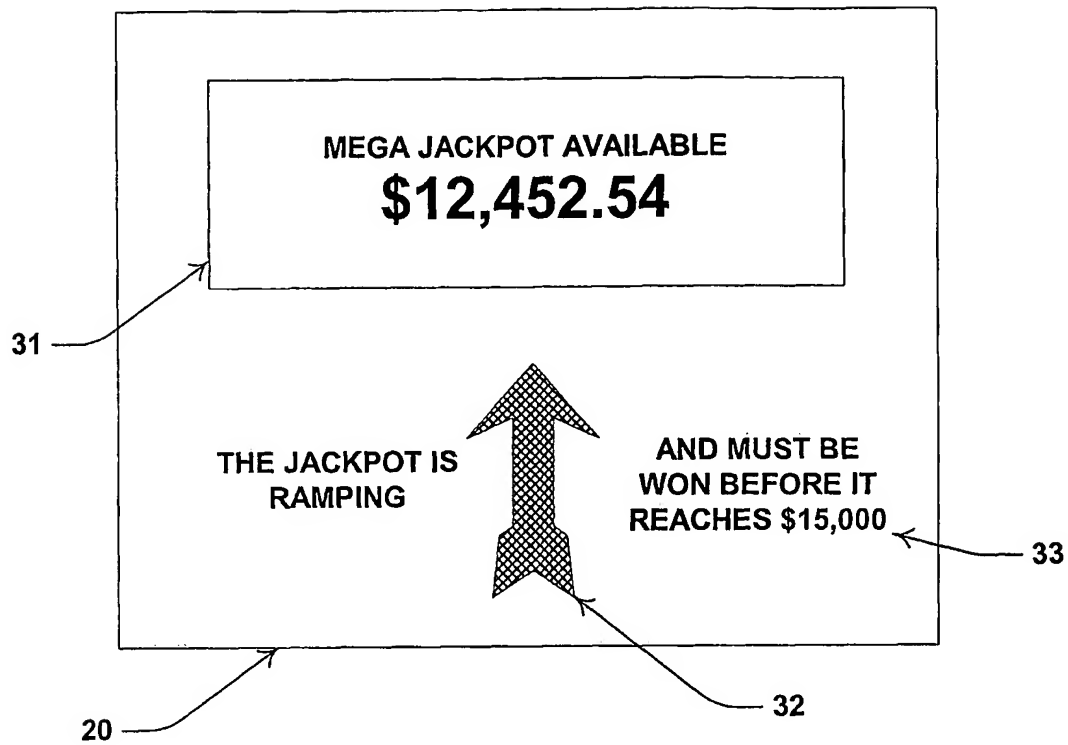 MEGA JACKPOT AVAILABLE
$12,452.54
31
THE JACKPOT IS
RAMPING
AND MUST BE
WON BEFORE IT
REACHES $15,000
33
32
20